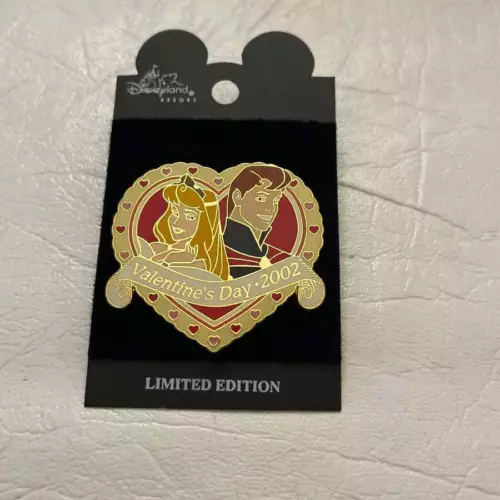 Disneyland
RESORT
Valentine's Day · 2002
LIMITED EDITION